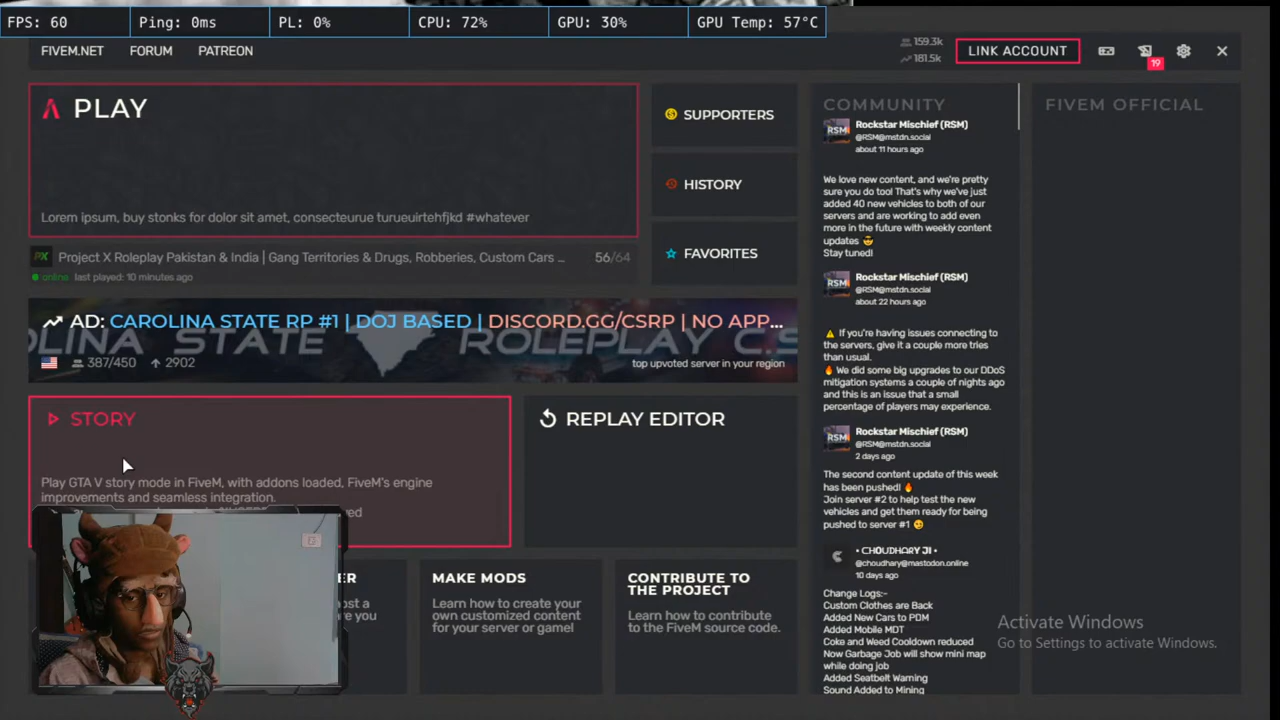 FPS: 60
Ping: 0ms
PL: 0%
CPU: 72%
GPU: 30%
GPU Temp: 57°C
FIVEM.NET
FORUM
PATREON
159.3k
181.5k
LINK ACCOUNT
19
PLAY
Lorem ipsum, buy stonks for dolor sit amet, consecteurue turueuirtehfjkd #whatever
SUPPORTERS
HISTORY
FAVORITES
PX
Project X Roleplay Pakistan & India | Gang Territories & Drugs, Robberies, Custom Cars ...
56/64
online last played: 10 minutes ago
AD: CAROLINA STATE RP #1 | DOJ BASED | DISCORD.GG/CSRP | NO APP...
OLINA STATE ROLEPLAY C.S
387/450
2902
top upvoted server in your region
STORY
Play GTA V story mode in FiveM, with addons loaded, FiveM's engine
improvements and seamless integration.
REPLAY EDITOR
MAKE MODS
Learn how to create your
own customized content
for your server or game!
CONTRIBUTE TO
THE PROJECT
Learn how to contribute
to the FiveM source code.
COMMUNITY
RSM
Rockstar Mischief (RSM)
@RSM@mstdn.social
about 11 hours ago
We love new content, and we're pretty
sure you do too! That's why we've just
added 40 new vehicles to both of our
servers and are working to add even
more in the future with weekly content
updates 😎
Stay tuned!
RSM
Rockstar Mischief (RSM)
@RSM@mstdn.social
about 22 hours ago
⚠️ If you're having issues connecting to
the servers, give it a couple more tries
than usual.
🔥 We did some big upgrades to our DDoS
mitigation systems a couple of nights ago
and this is an issue that a small
percentage of players may experience.
RSM
Rockstar Mischief (RSM)
@RSM@mstdn.social
2 days ago
The second content update of this week
has been pushed! 🔥
Join server #2 to help test the new
vehicles and get them ready for being
pushed to server #1 😏
• CHOUDHARY JI •
@choudhary@mastodon.online
10 days ago
Change Logs:-
Custom Clothes are Back
Added New Cars to PDM
Added Mobile MDT
Coke and Weed Cooldown reduced
Now Garbage Job will show mini map
while doing job
Added Seatbelt Warning
Sound Added to Mining
FIVEM OFFICIAL
Activate Windows
Go to Settings to activate Windows.